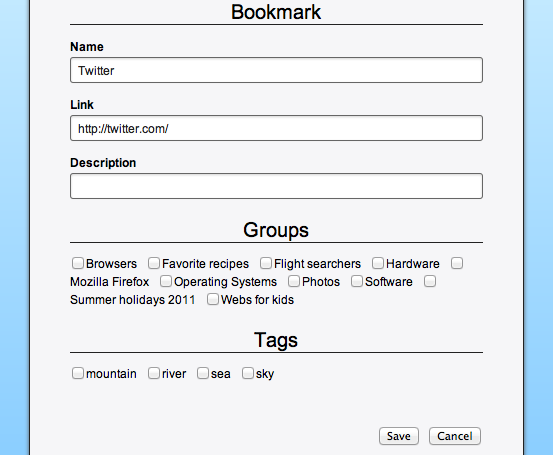 Bookmark
Name
Twitter
Link
http://twitter.com/
Description
Groups
Browsers Favorite recipes Flight searchers Hardware
Mozilla Firefox Operating Systems Photos Software
Summer holidays 2011 Webs for kids
Tags
mountain river sea sky
Save Cancel